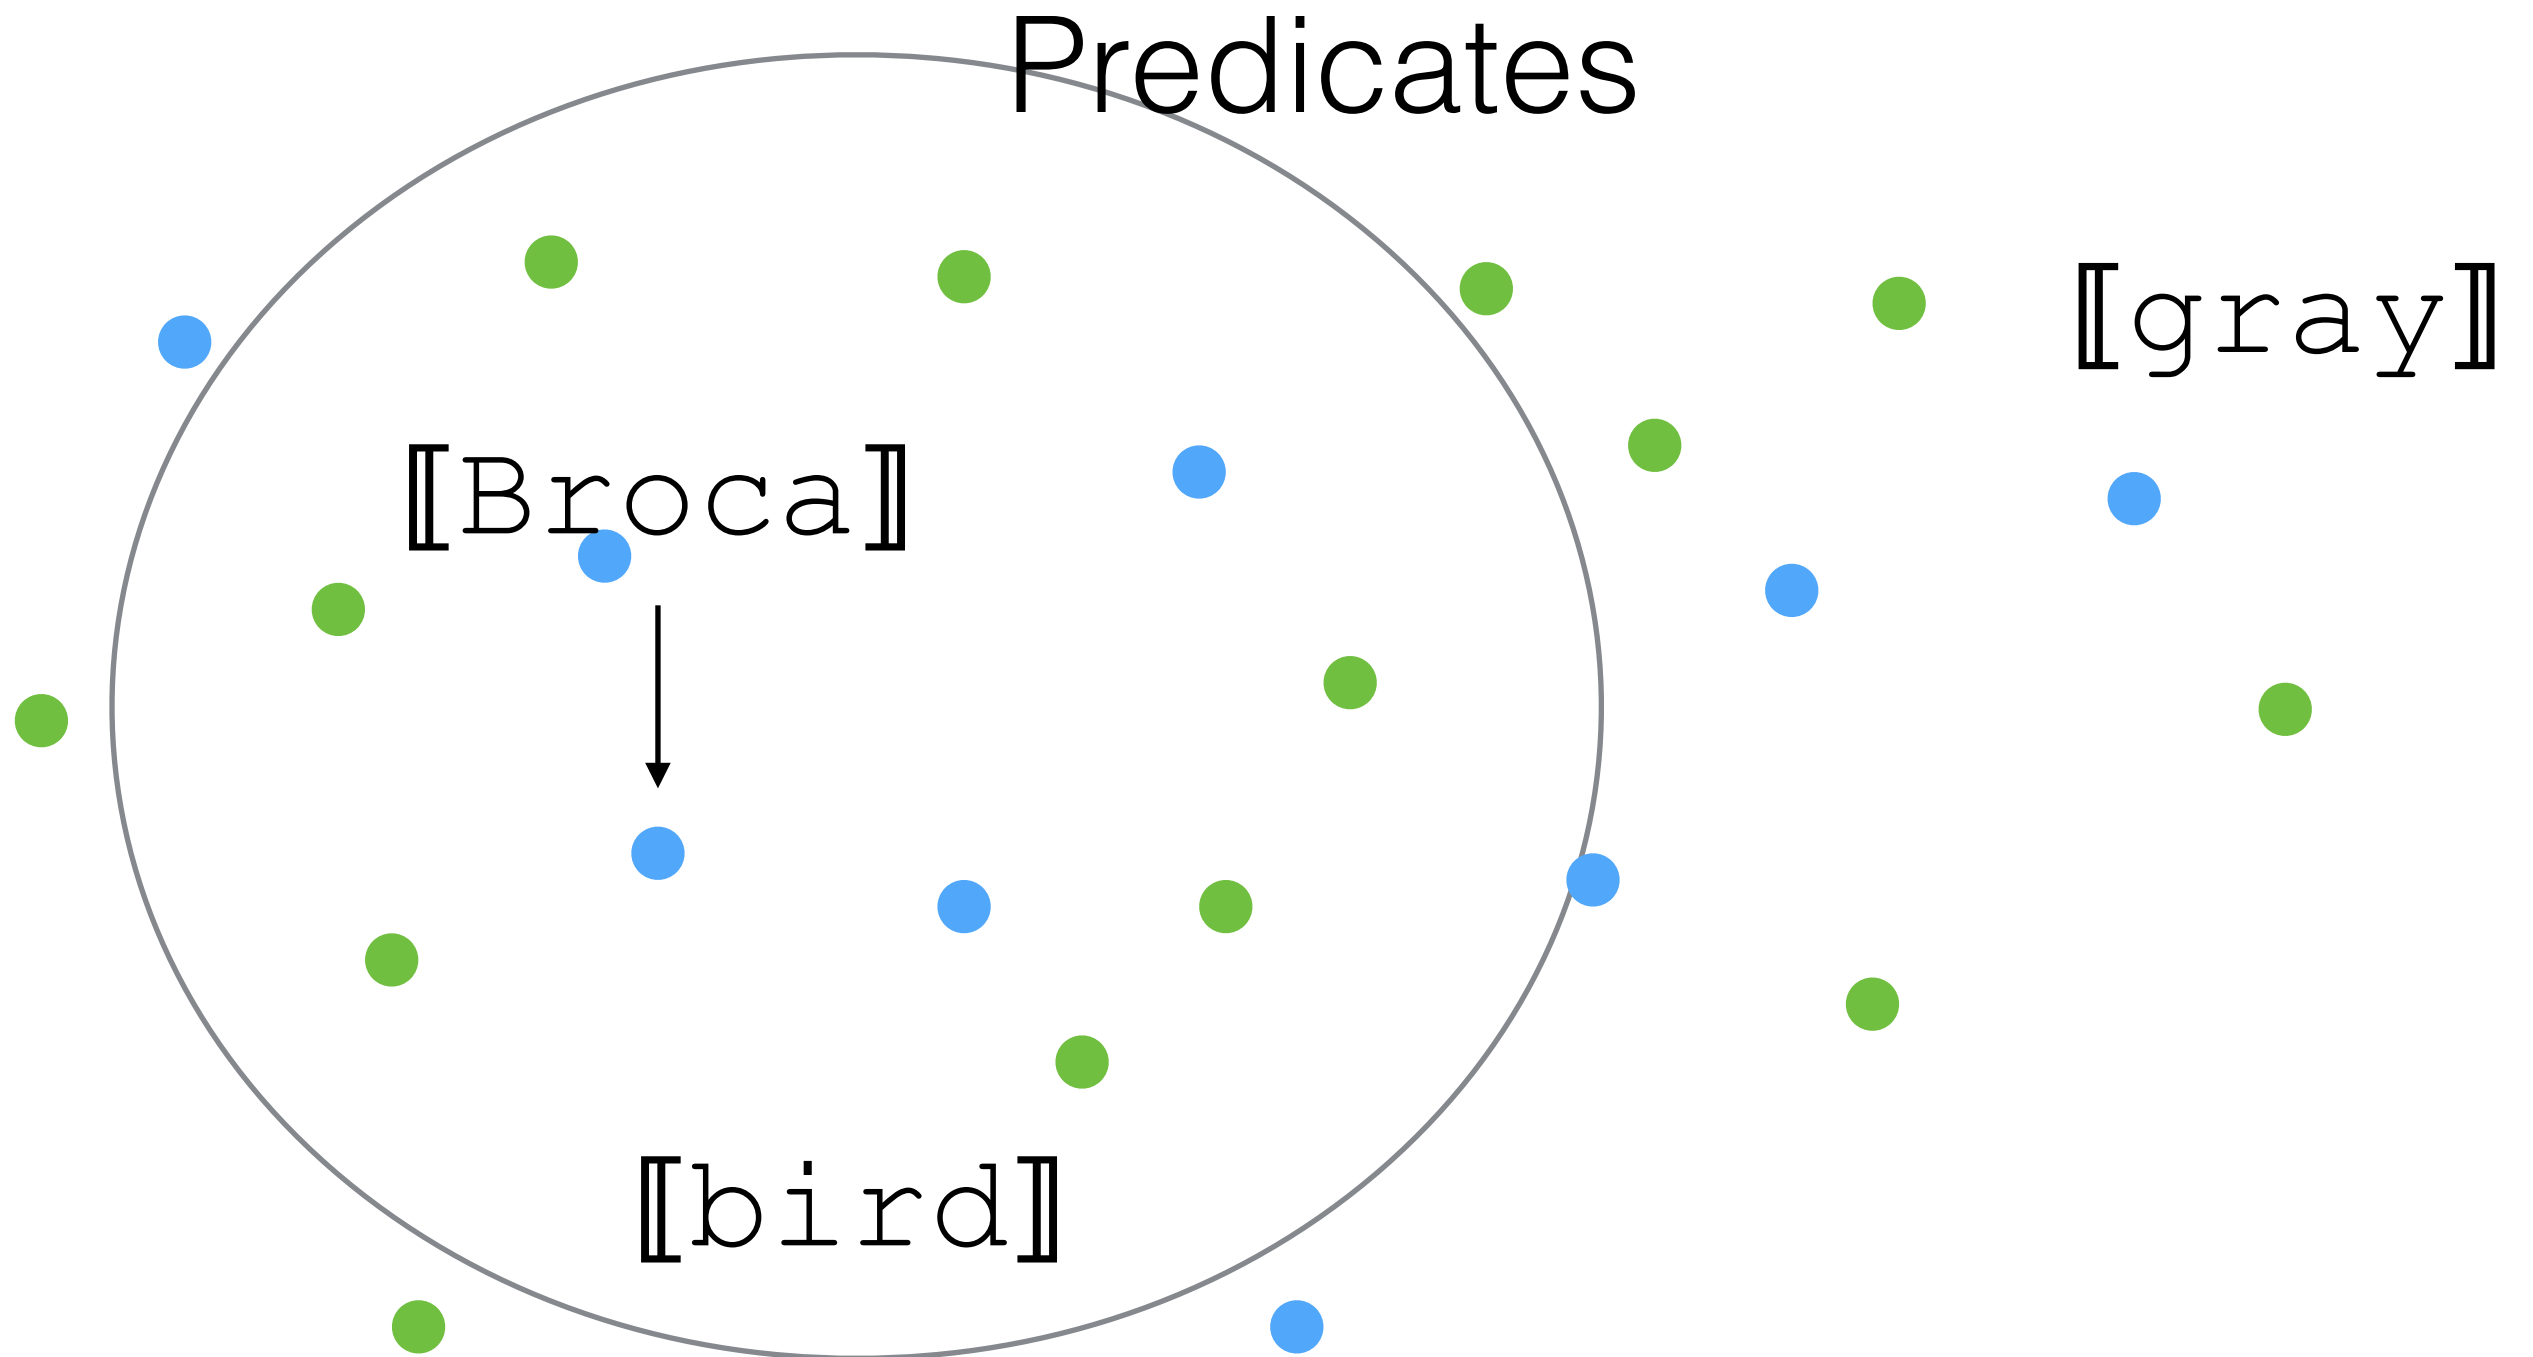 Predicates
⟦gray⟧
⟦Broca⟧
⟦bird⟧